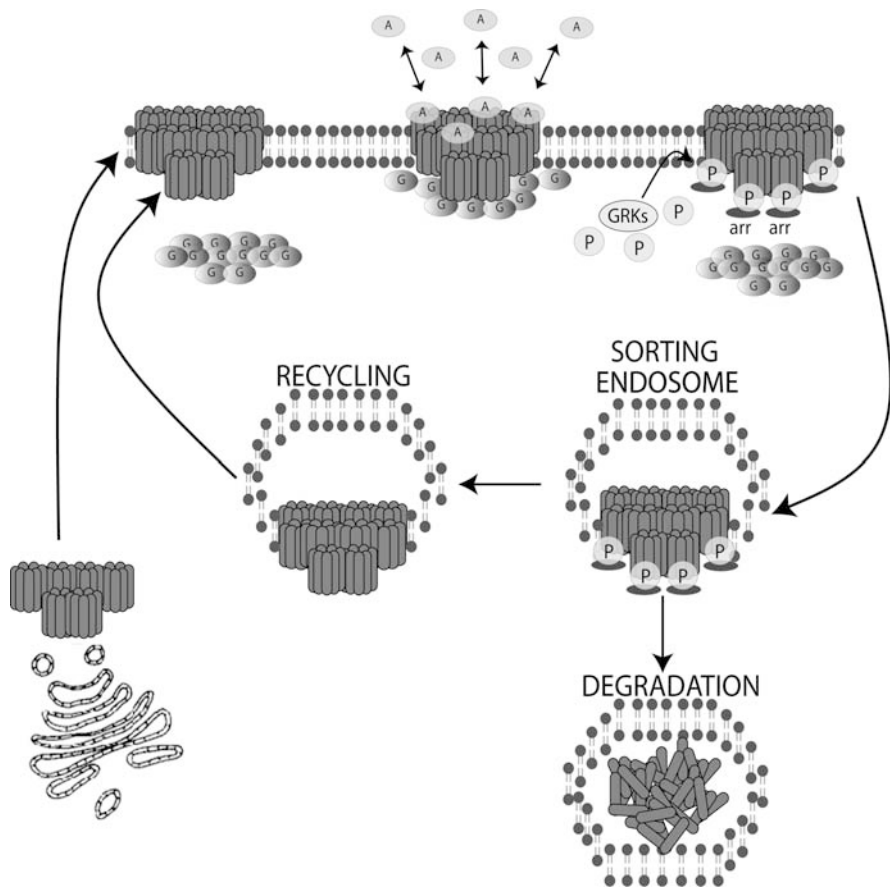 A A A
A A
A A A
A
G G
G G
G G G G
G G
P P
P P
GRKs P
P P
arr arr
G G G G
G G G G G
G G
G G G G
G G G G G
G G
RECYCLING
SORTING
ENDOSOME
P P
P P
DEGRADATION